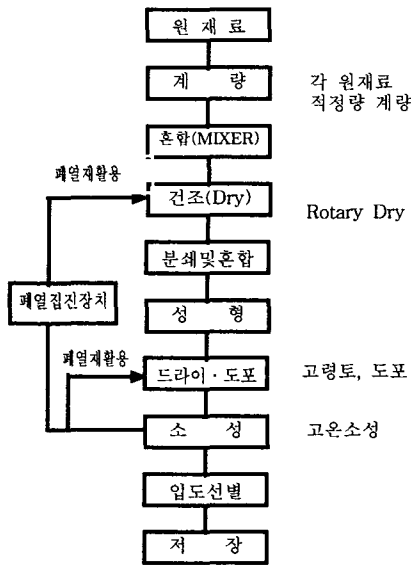 원 재 료
계 량
각 원재료
적정량 계량
혼합(MIXER)
폐열재활용
건조(Dry)
Rotary Dry
분쇄및혼합
폐열집진장치
성 형
폐열재활용
드라이·도포
고령토, 도포
소 성
고온소성
입도선별
저 장